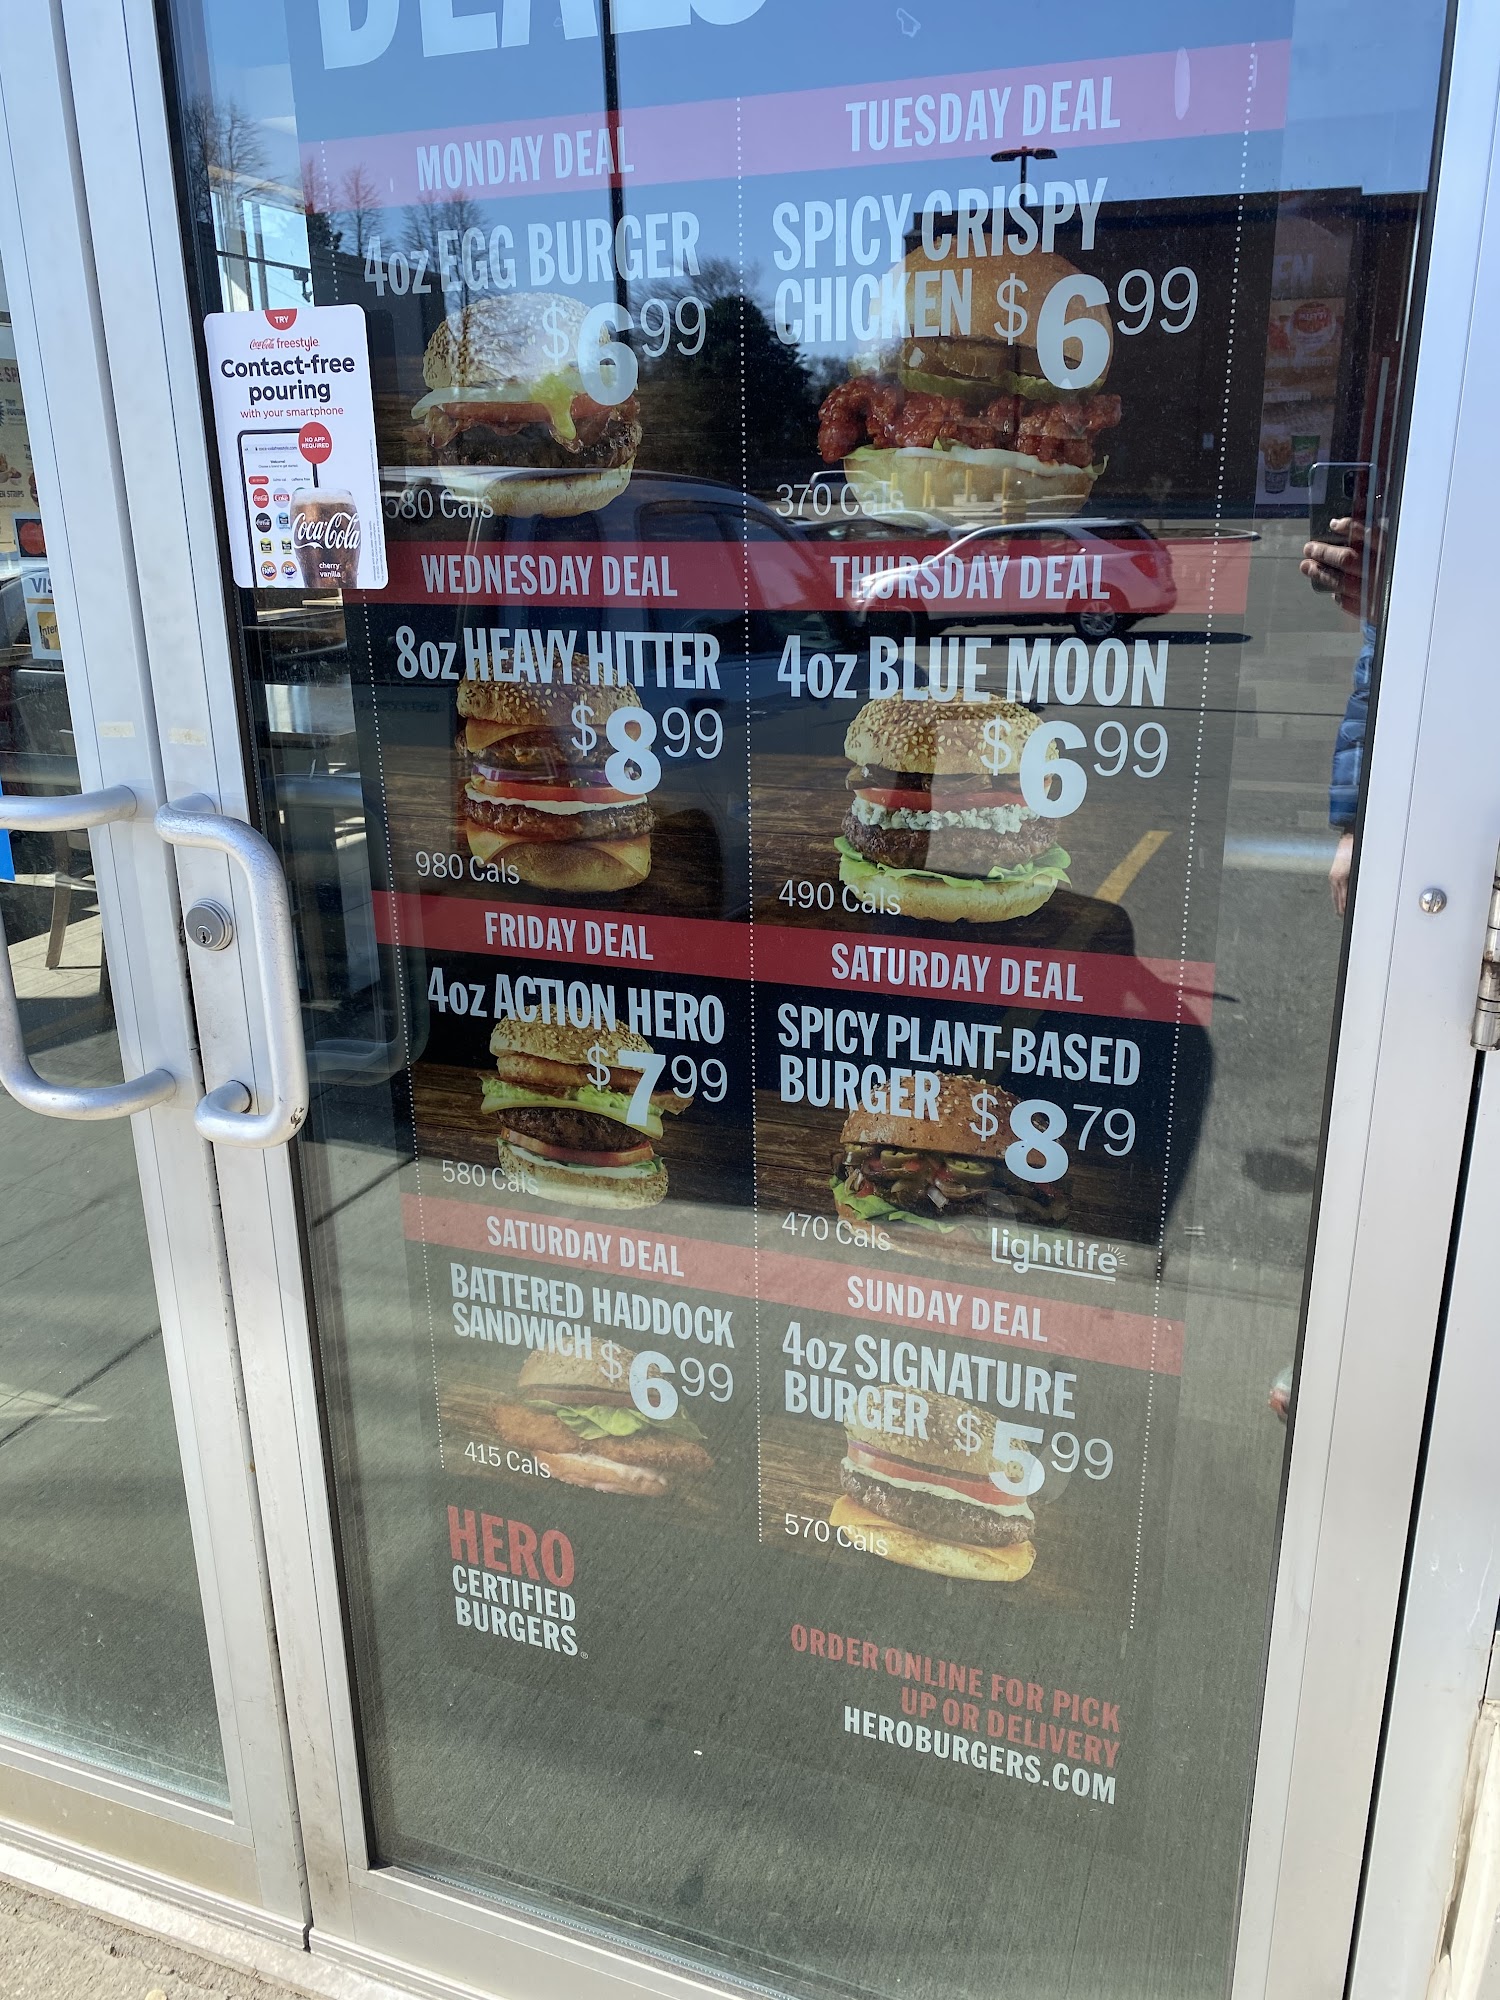 DEALS
MONDAY DEAL
4oz EGG BURGER
$6.99
580 Cals
TUESDAY DEAL
SPICY CRISPY
CHICKEN $6.99
370 Cals
TRY
Coca-Cola freestyle
Contact-free
pouring
with your smartphone
NO APP
REQUIRED
Coca-Cola
cherry
vanilla
WEDNESDAY DEAL
8oz HEAVY HITTER
$8.99
980 Cals
THURSDAY DEAL
4oz BLUE MOON
$6.99
490 Cals
FRIDAY DEAL
4oz ACTION HERO
$7.99
580 Cals
SATURDAY DEAL
SPICY PLANT-BASED
BURGER $8.79
470 Cals
Lightlife
SATURDAY DEAL
BATTERED HADDOCK
SANDWICH $6.99
415 Cals
SUNDAY DEAL
4oz SIGNATURE
BURGER $5.99
570 Cals
HERO
CERTIFIED
BURGERS®
ORDER ONLINE FOR PICK
UP OR DELIVERY
HEROBURGERS.COM